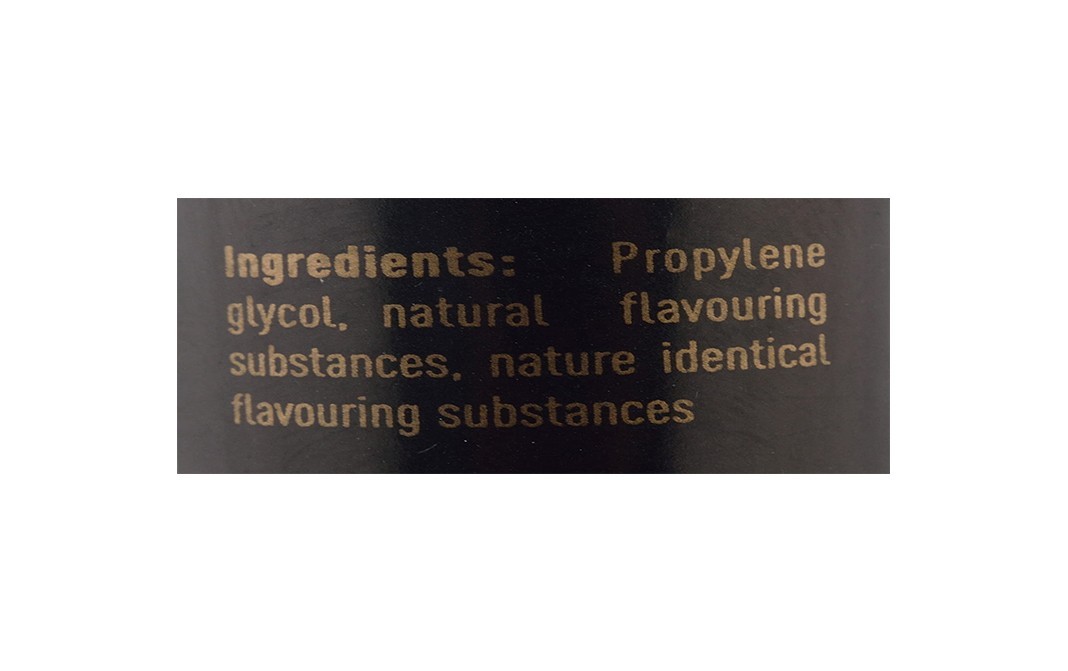 Ingredients: Propylene
glycol, natural flavouring
substances, nature identical
flavouring substances